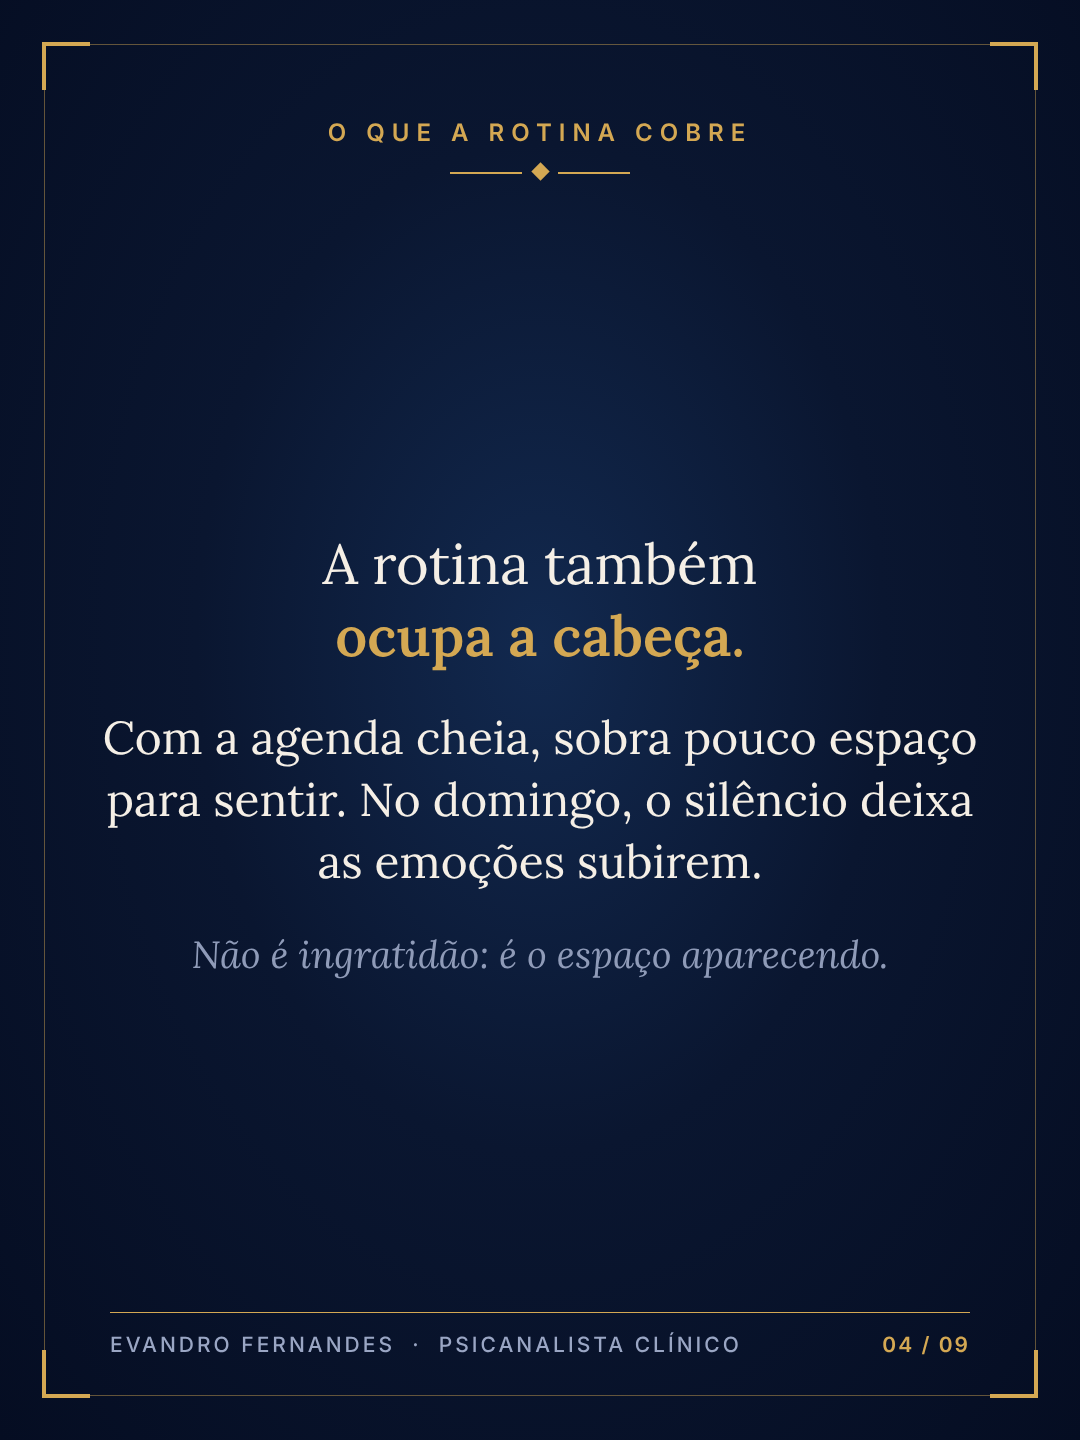 O QUE A ROTINA COBRE
A rotina também
ocupa a cabeça.
Com a agenda cheia, sobra pouco espaço
para sentir. No domingo, o silêncio deixa
as emoções subirem.
Não é ingratidão: é o espaço aparecendo.
EVANDRO FERNANDES · PSICANALISTA CLÍNICO 04 / 09